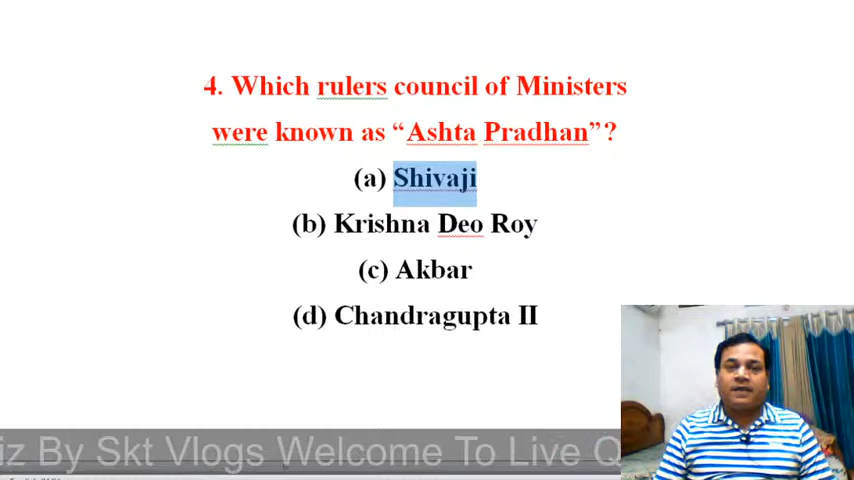 4. Which rulers council of Ministers
were known as “Ashta Pradhan”?
(a) Shivaji
(b) Krishna Deo Roy
(c) Akbar
(d) Chandragupta II
iz By Skt Vlogs Welcome To Live Q